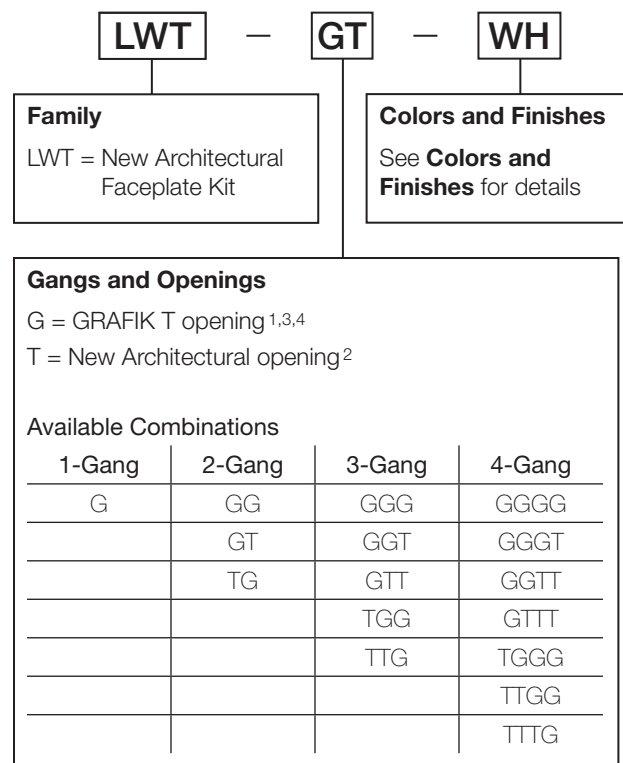 LWT – GT – WH
Family
LWT = New Architectural
Faceplate Kit
Colors and Finishes
See Colors and
Finishes for details
Gangs and Openings
G = GRAFIK T opening 1,3,4
T = New Architectural opening 2
Available Combinations
1-Gang 2-Gang 3-Gang 4-Gang
G GG GGG GGGG
GT GGT GGGT
TG GTT GGTT
TGG GTTT
TTG TGGG
TTGG
TTTG